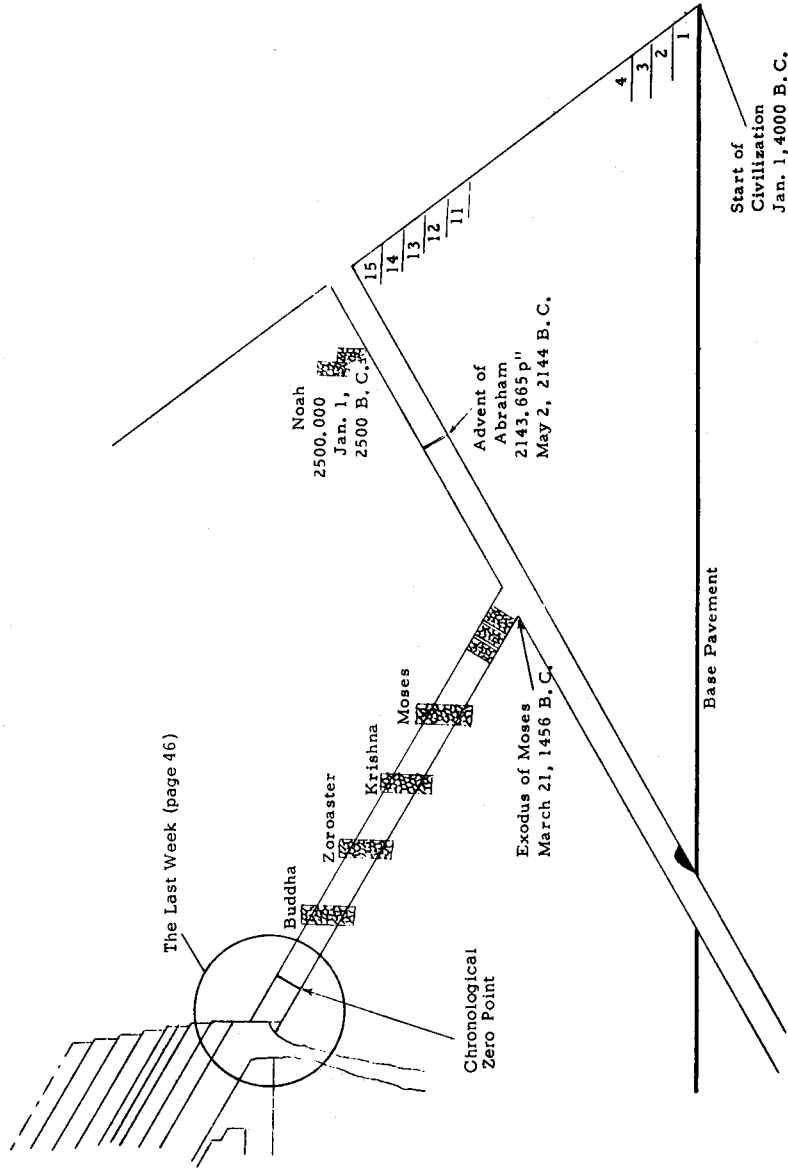 The Last Week (page 46)
Buddha
Zoroaster
Krishna
Moses
Noah
2500.000
Jan. 1,
2500 B. C.
Chronological
Zero Point
Exodus of Moses
March 21, 1456 B. C.
Advent of
Abraham
2143.665 p"
May 2, 2144 B. C.
15
14
13
12
11
4
3
2
1
Base Pavement
Start of
Civilization
Jan. 1, 4000 B. C.